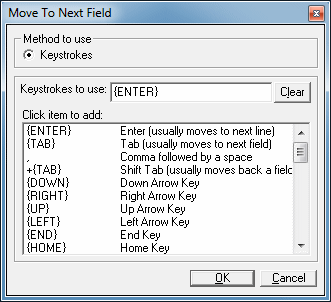 Move To Next Field
Method to use
Keystrokes
Keystrokes to use: {ENTER} Clear
Click item to add:
{ENTER} Enter (usually moves to next line)
{TAB} Tab (usually moves to next field)
, Comma followed by a space
+{TAB} Shift Tab (usually moves back a field
{DOWN} Down Arrow Key
{RIGHT} Right Arrow Key
{UP} Up Arrow Key
{LEFT} Left Arrow Key
{END} End Key
{HOME} Home Key
OK Cancel